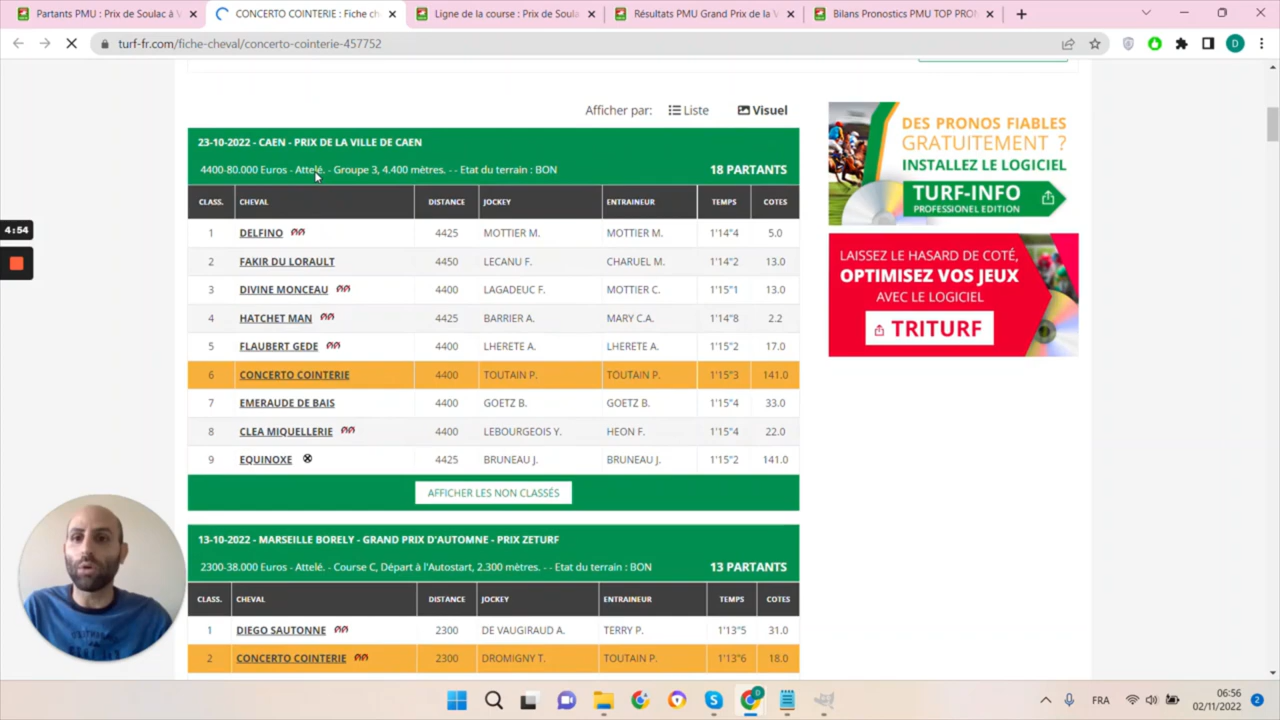 Partants PMU : Prix de Soulac à V
CONCERTO COINTERIE : Fiche ch
Ligne de la course : Prix de Soula
Résultats PMU Grand Prix de la V
Bilans Pronostics PMU TOP PRON
turf-fr.com/fiche-cheval/concerto-cointerie-457752
D
Afficher par: Liste Visuel
23-10-2022 - CAEN - PRIX DE LA VILLE DE CAEN
4400-80.000 Euros - Attelé. - Groupe 3, 4.400 mètres. - - Etat du terrain : BON 18 PARTANTS
CLASS. CHEVAL DISTANCE JOCKEY ENTRAINEUR TEMPS COTES
1 DELFINO 4425 MOTTIER M. MOTTIER M. 1'14"4 5.0
2 FAKIR DU LORAULT 4450 LECANU F. CHARUEL M. 1'14"2 13.0
3 DIVINE MONCEAU 4400 LAGADEUC F. MOTTIER C. 1'15"1 13.0
4 HATCHET MAN 4425 BARRIER A. MARY C.A. 1'14"8 2.2
5 FLAUBERT GEDE 4400 LHERETE A. LHERETE A. 1'15"2 17.0
6 CONCERTO COINTERIE 4400 TOUTAIN P. TOUTAIN P. 1'15"3 141.0
7 EMERAUDE DE BAIS 4400 GOETZ B. GOETZ B. 1'15"4 33.0
8 CLEA MIQUELLERIE 4400 LEBOURGEOIS Y. HEON F. 1'15"4 22.0
9 EQUINOXE 4425 BRUNEAU J. BRUNEAU J. 1'15"2 141.0
AFFICHER LES NON CLASSÉS
13-10-2022 - MARSEILLE BORELY - GRAND PRIX D'AUTOMNE - PRIX ZETURF
2300-38.000 Euros - Attelé. - Course C, Départ à l'Autostart, 2.300 mètres. - - Etat du terrain : BON 13 PARTANTS
CLASS. CHEVAL DISTANCE JOCKEY ENTRAINEUR TEMPS COTES
1 DIEGO SAUTONNE 2300 DE VAUGIRAUD A. TERRY P. 1'13"5 31.0
2 CONCERTO COINTERIE 2300 DROMIGNY T. TOUTAIN P. 1'13"6 18.0
DES PRONOS FIABLES
GRATUITEMENT ?
INSTALLEZ LE LOGICIEL
TURF-INFO
PROFESSIONEL EDITION
LAISSEZ LE HASARD DE COTÉ,
OPTIMISEZ VOS JEUX
AVEC LE LOGICIEL
TRITURF
4:54
D
FRA
06:56
02/11/2022
2